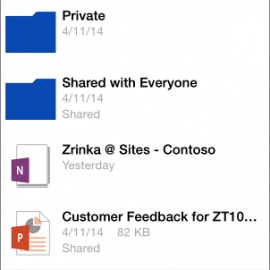 Private
4/11/14
Shared with Everyone
4/11/14
Shared
N
Zrinka @ Sites - Contoso
Yesterday
P
Customer Feedback for ZT10...
4/11/14 82 KB
Shared